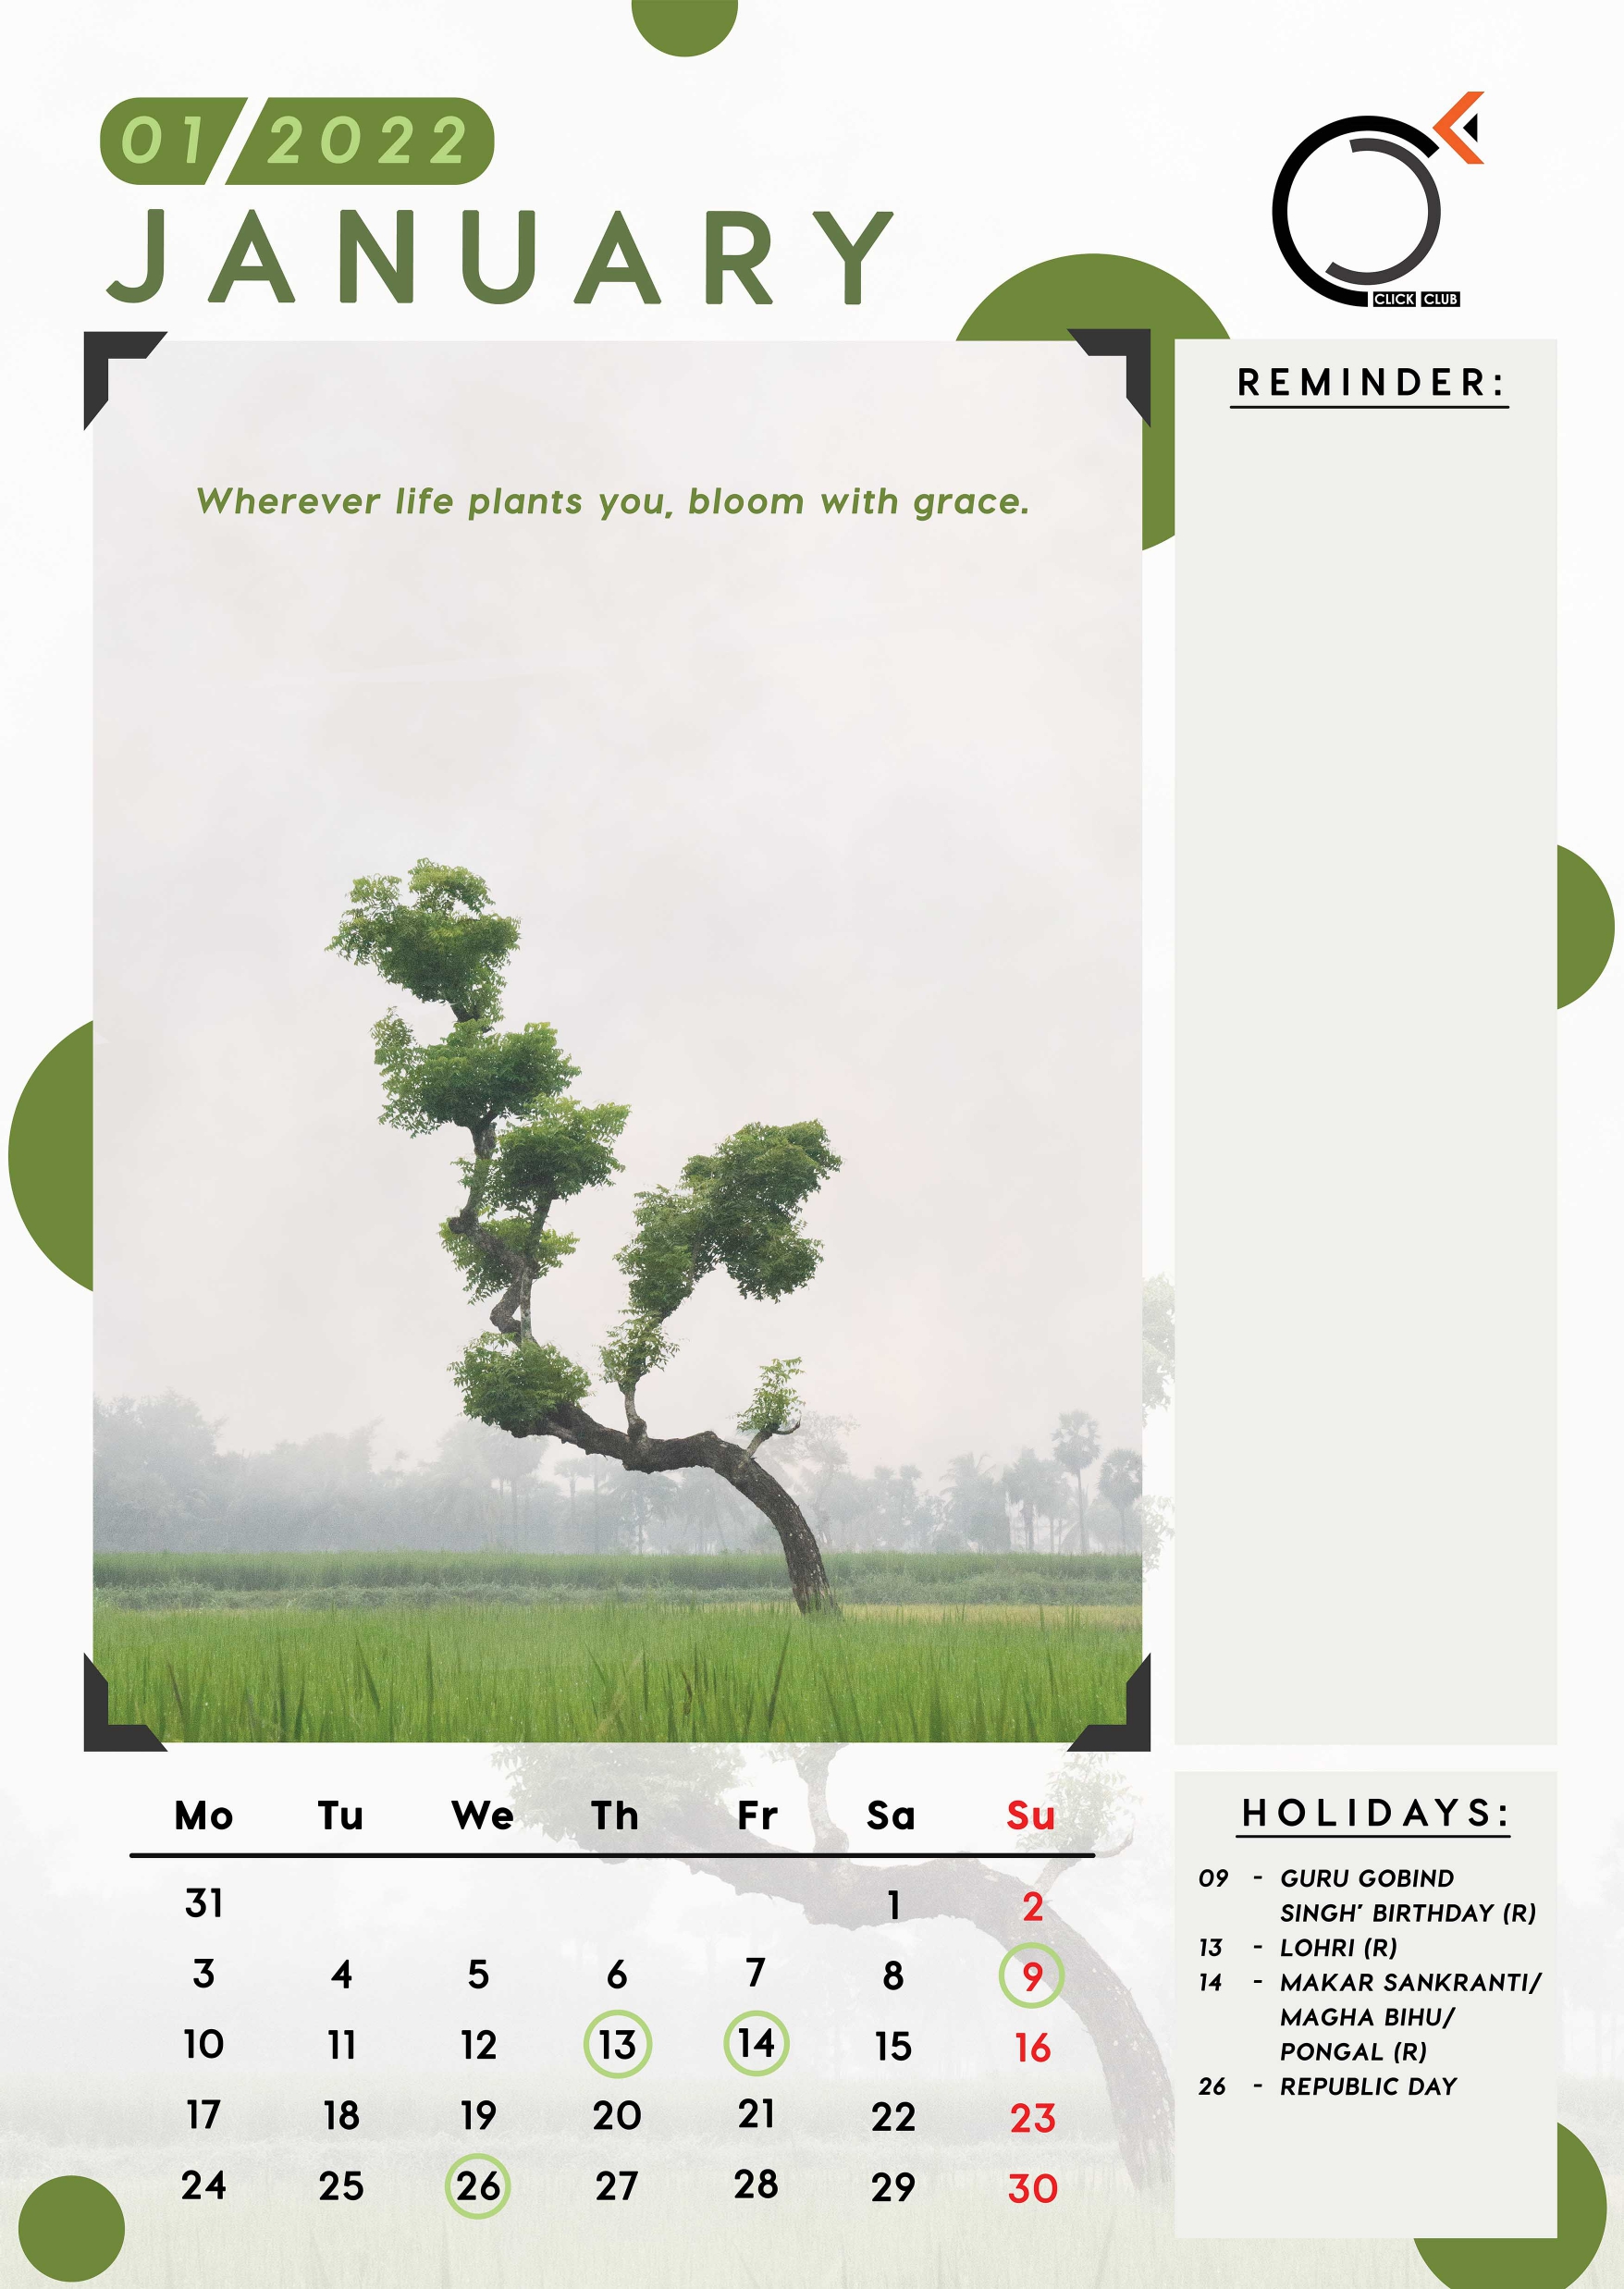 01/2022
JANUARY
CLICK CLUB
REMINDER:
Wherever life plants you, bloom with grace.
Mo Tu We Th Fr Sa Su
31 1 2
3 4 5 6 7 8 9
10 11 12 13 14 15 16
17 18 19 20 21 22 23
24 25 26 27 28 29 30
HOLIDAYS:
09 - GURU GOBIND
SINGH' BIRTHDAY (R)
13 - LOHRI (R)
14 - MAKAR SANKRANTI/
MAGHA BIHU/
PONGAL (R)
26 - REPUBLIC DAY